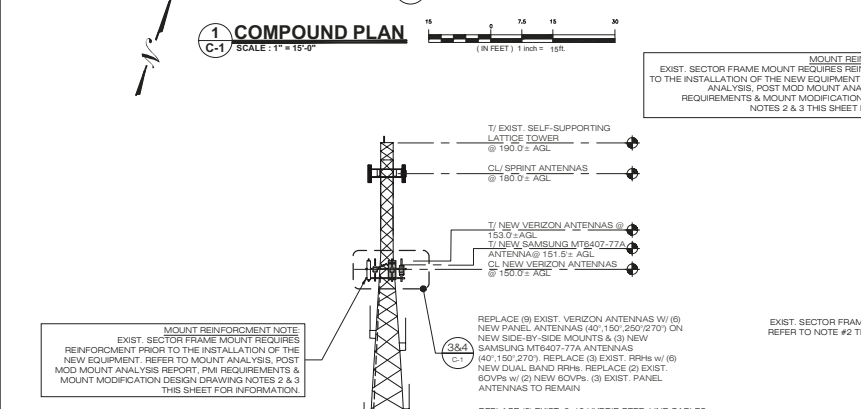 1
C-1
COMPOUND PLAN
SCALE : 1" = 15'-0"
15 0 7.5 15 30
( IN FEET ) 1 inch = 15ft.
N
MOUNT REIN
EXIST. SECTOR FRAME MOUNT REQUIRES REIN
TO THE INSTALLATION OF THE NEW EQUIPMENT
ANALYSIS, POST MOD MOUNT ANA
REQUIREMENTS & MOUNT MODIFICATION
NOTES 2 & 3 THIS SHEET
T/ EXIST. SELF-SUPPORTING
LATTICE TOWER
@ 190.0'± AGL
CL/ SPRINT ANTENNAS
@ 180.0'± AGL
T/ NEW VERIZON ANTENNAS @
153.0'±AGL
T/ NEW SAMSUNG MT6407-77A
ANTENNA@ 151.5'± AGL
CL NEW VERIZON ANTENNAS
@ 150.0'± AGL
MOUNT REINFORCMENT NOTE:
EXIST. SECTOR FRAME MOUNT REQUIRES
REINFORCMENT PRIOR TO THE INSTALLATION OF THE
NEW EQUIPMENT. REFER TO MOUNT ANALYSIS, POST
MOD MOUNT ANALYSIS REPORT, PMI REQUIREMENTS &
MOUNT MODIFICATION DESIGN DRAWING NOTES 2 & 3
THIS SHEET FOR INFORMATION.
3&4
C-1
REPLACE (9) EXIST. VERIZON ANTENNAS W/ (6)
NEW PANEL ANTENNAS (40°,150°,250°/270°) ON
NEW SIDE-BY-SIDE MOUNTS & (3) NEW
SAMSUNG MT6407-77A ANTENNAS
(40°,150°,270°). REPLACE (3) EXIST. RRHs w/ (6)
NEW DUAL BAND RRHs. REPLACE (2) EXIST.
6OVPs w/ (2) NEW 6OVPs. (3) EXIST. PANEL
ANTENNAS TO REMAIN
EXIST. SECTOR FRAM
REFER TO NOTE #2 T